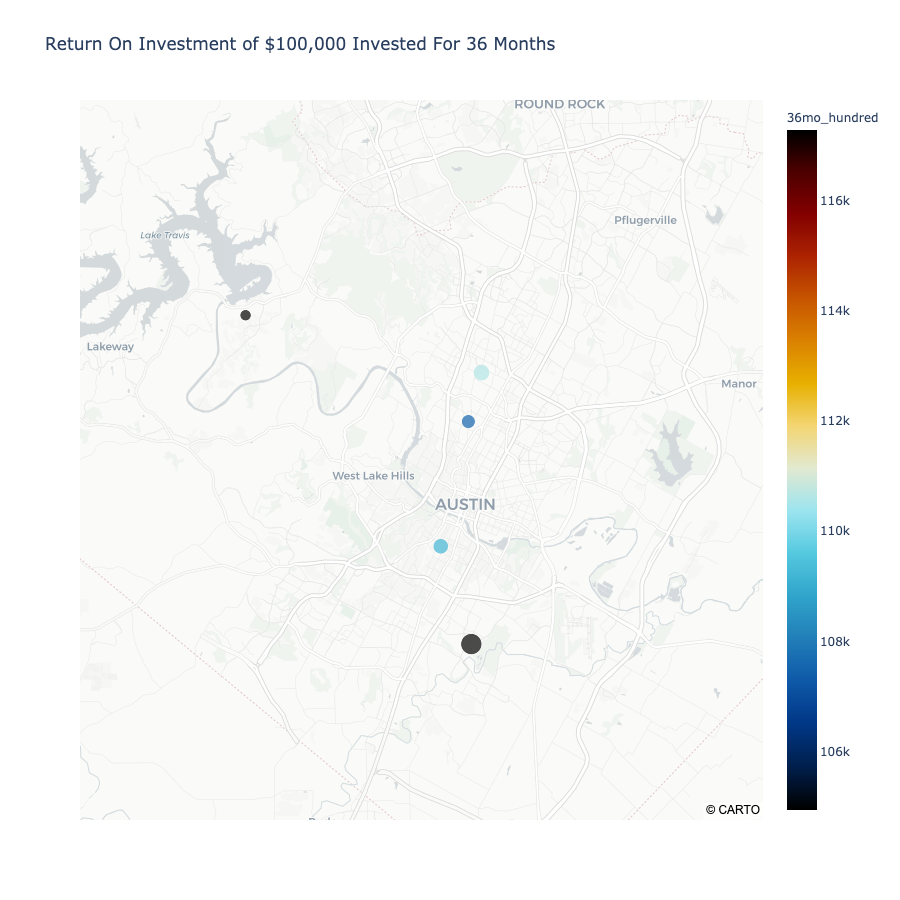 Return On Investment of $100,000 Invested For 36 Months
ROUND ROCK
36mo_hundred
116k
Pflugerville
Lake Travis
114k
Lakeway
Manor
112k
West Lake Hills
AUSTIN
110k
108k
106k
© CARTO